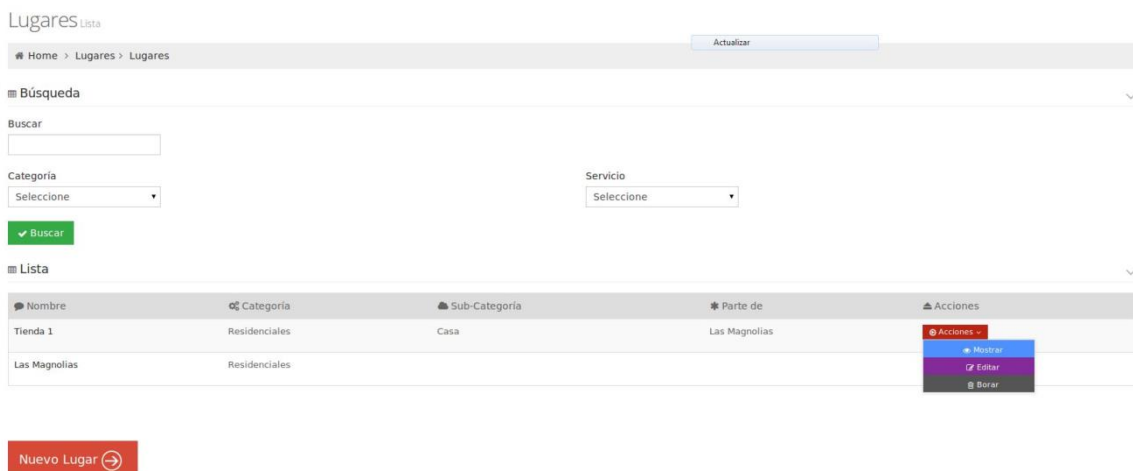 Lugares Lista
Actualizar
Home > Lugares > Lugares
Búsqueda
Buscar
Categoría Servicio
Seleccione Seleccione
Buscar
Lista
Nombre Categoría Sub-Categoría Parte de Acciones
Tienda 1 Residenciales Casa Las Magnolias Acciones
Mostrar
Las Magnolias Residenciales Editar
Borar
Nuevo Lugar